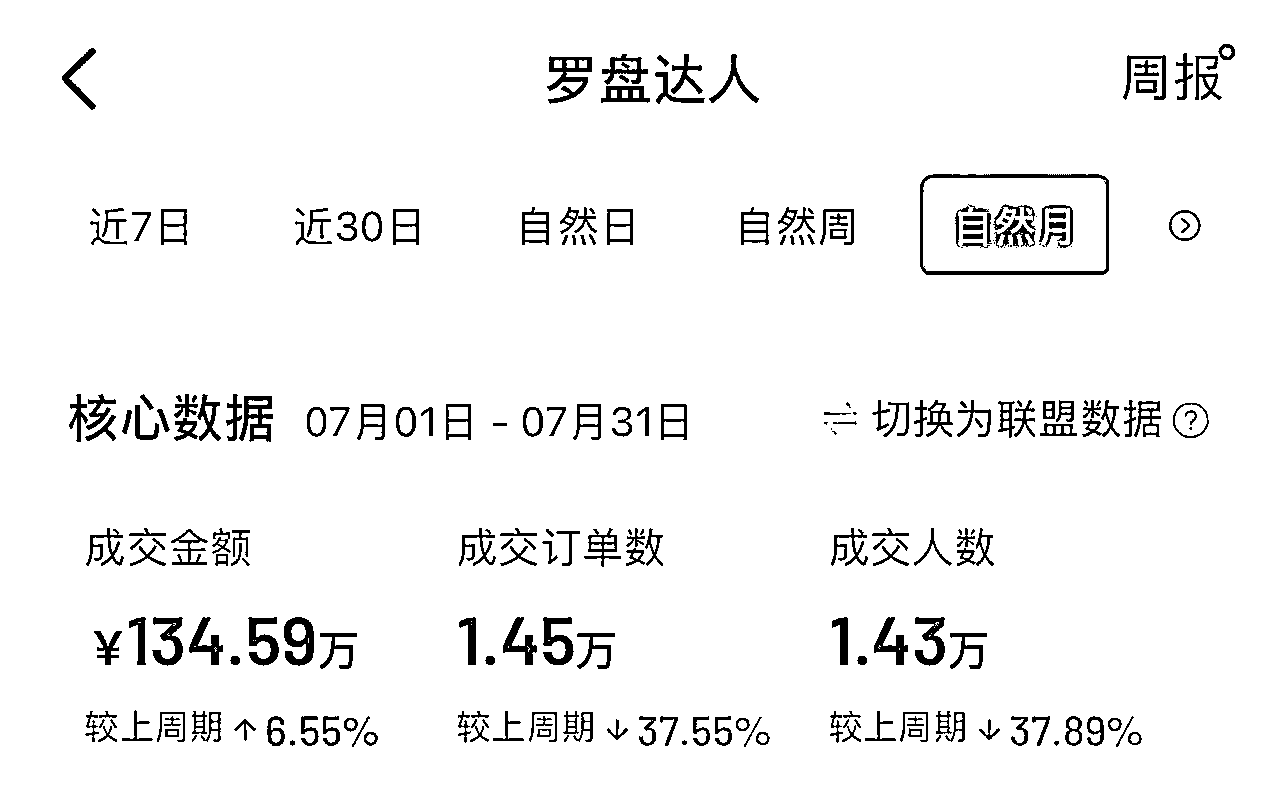 罗盘达人 周报
近7日 近30日 自然日 自然周 自然月
核心数据 07月01日 - 07月31日 ⇌ 切换为联盟数据 ?
成交金额 成交订单数 成交人数
¥134.59万 1.45万 1.43万
较上周期 ↑ 6.55% 较上周期 ↓ 37.55% 较上周期 ↓ 37.89%